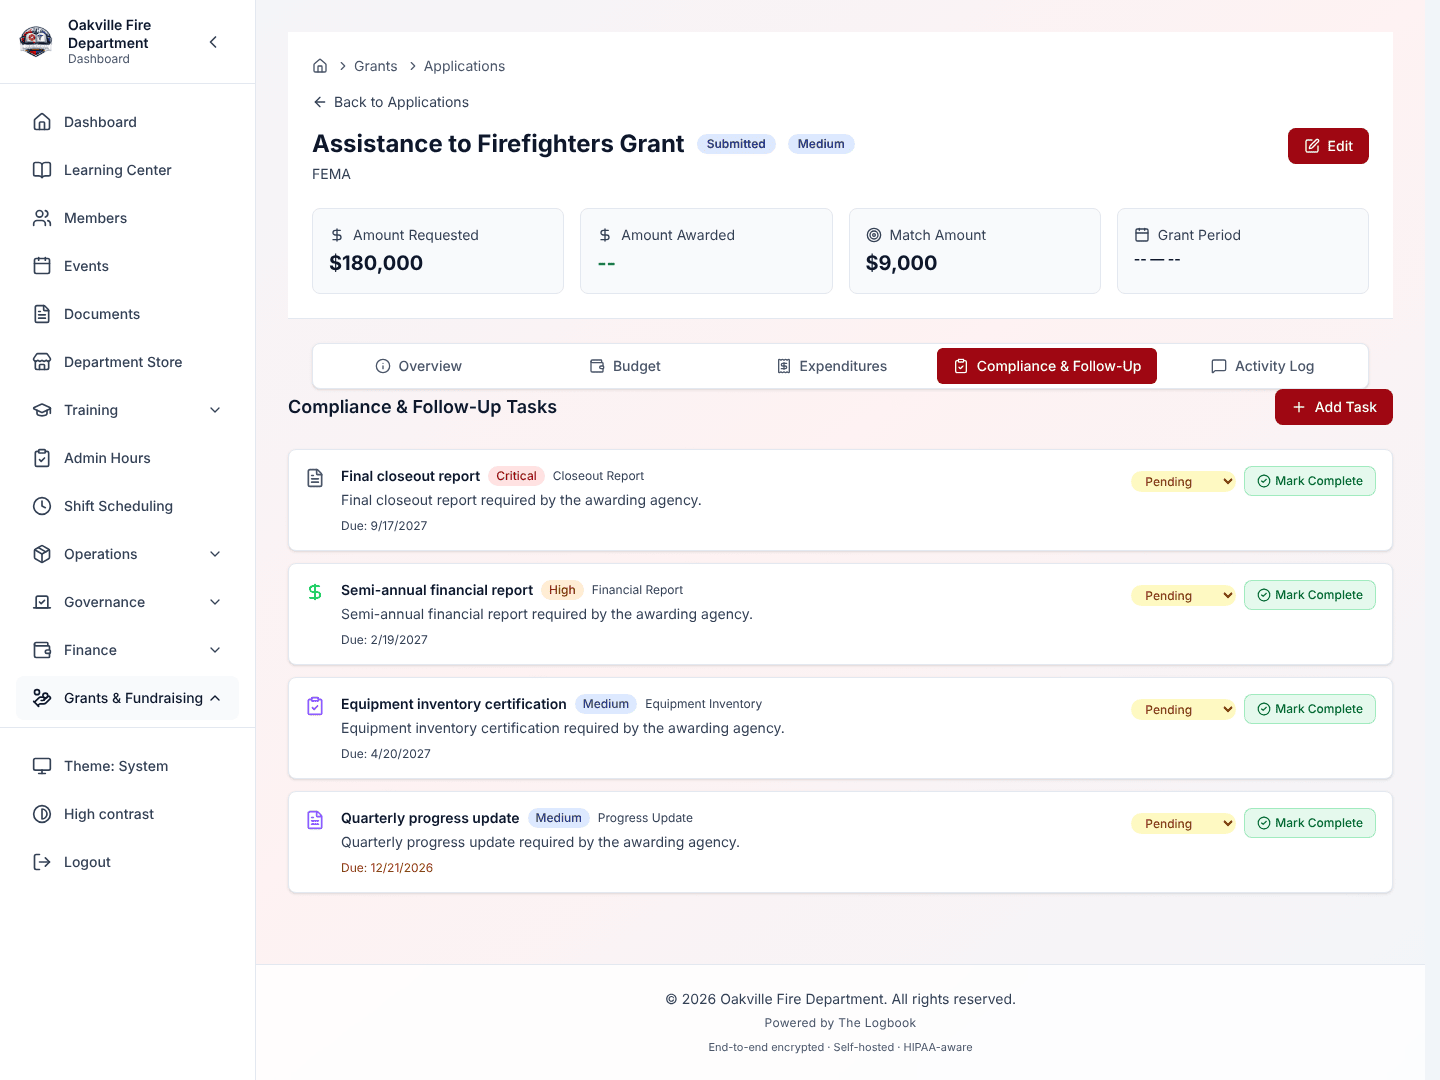 Oakville Fire
Department
Dashboard
Dashboard
Learning Center
Members
Events
Documents
Department Store
Training
Admin Hours
Shift Scheduling
Operations
Governance
Finance
Grants & Fundraising
Theme: System
High contrast
Logout
Grants
Applications
Back to Applications
Assistance to Firefighters Grant Submitted Medium
Edit
FEMA
Amount Requested
$180,000
Amount Awarded
--
Match Amount
$9,000
Grant Period
-- — --
Overview Budget Expenditures Compliance & Follow-Up Activity Log
Compliance & Follow-Up Tasks
Add Task
Final closeout report Critical Closeout Report
Final closeout report required by the awarding agency.
Due: 9/17/2027
Pending Mark Complete
Semi-annual financial report High Financial Report
Semi-annual financial report required by the awarding agency.
Due: 2/19/2027
Pending Mark Complete
Equipment inventory certification Medium Equipment Inventory
Equipment inventory certification required by the awarding agency.
Due: 4/20/2027
Pending Mark Complete
Quarterly progress update Medium Progress Update
Quarterly progress update required by the awarding agency.
Due: 12/21/2026
Pending Mark Complete
© 2026 Oakville Fire Department. All rights reserved.
Powered by The Logbook
End-to-end encrypted · Self-hosted · HIPAA-aware